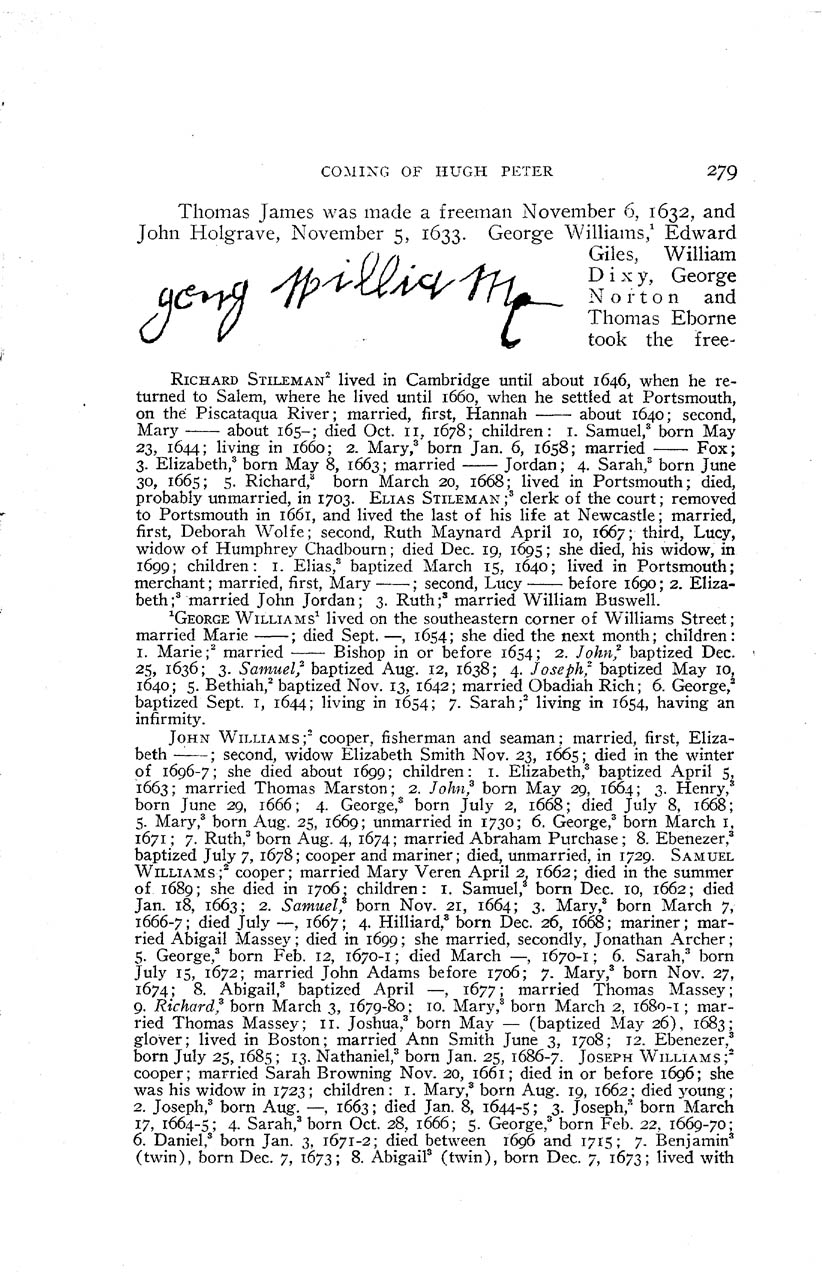 COMING OF HUGH PETER 279
Thomas James was made a freeman November 6, 1632, and
John Holgrave, November 5, 1633. George Williams,¹ Edward
Giles, William
Dixy, George
Norton and
Thomas Eborne
took the free-
georg william
RICHARD STILEMAN² lived in Cambridge until about 1646, when he re-
turned to Salem, where he lived until 1660, when he settled at Portsmouth,
on the Piscataqua River; married, first, Hannah —— about 1640; second,
Mary —— about 165-; died Oct. 11, 1678; children: 1. Samuel,³ born May
23, 1644; living in 1660; 2. Mary,³ born Jan. 6, 1658; married —— Fox;
3. Elizabeth,³ born May 8, 1663; married —— Jordan; 4. Sarah,³ born June
30, 1665; 5. Richard,³ born March 20, 1668; lived in Portsmouth; died,
probably unmarried, in 1703. ELIAS STILEMAN;³ clerk of the court; removed
to Portsmouth in 1661, and lived the last of his life at Newcastle; married,
first, Deborah Wolfe; second, Ruth Maynard April 10, 1667; third, Lucy,
widow of Humphrey Chadbourn; died Dec. 19, 1695; she died, his widow, in
1699; children: 1. Elias,³ baptized March 15, 1640; lived in Portsmouth;
merchant; married, first, Mary ——; second, Lucy —— before 1690; 2. Eliza-
beth;³ married John Jordan; 3. Ruth;³ married William Buswell.
¹GEORGE WILLIAMS¹ lived on the southeastern corner of Williams Street;
married Marie ——; died Sept. —, 1654; she died the next month; children:
1. Marie;² married —— Bishop in or before 1654; 2. John,² baptized Dec.
25, 1636; 3. Samuel,² baptized Aug. 12, 1638; 4. Joseph,² baptized May 10,
1640; 5. Bethiah,² baptized Nov. 13, 1642; married Obadiah Rich; 6. George,²
baptized Sept. 1, 1644; living in 1654; 7. Sarah;² living in 1654, having an
infirmity.
JOHN WILLIAMS;² cooper, fisherman and seaman; married, first, Eliza-
beth ——; second, widow Elizabeth Smith Nov. 23, 1665; died in the winter
of 1696-7; she died about 1699; children: 1. Elizabeth,³ baptized April 5,
1663; married Thomas Marston; 2. John,³ born May 29, 1664; 3. Henry,³
born June 29, 1666; 4. George,³ born July 2, 1668; died July 8, 1668;
5. Mary,³ born Aug. 25, 1669; unmarried in 1730; 6. George,³ born March 1,
1671; 7. Ruth,³ born Aug. 4, 1674; married Abraham Purchase; 8. Ebenezer,³
baptized July 7, 1678; cooper and mariner; died, unmarried, in 1729. SAMUEL
WILLIAMS;² cooper; married Mary Veren April 2, 1662; died in the summer
of 1689; she died in 1706; children: 1. Samuel,³ born Dec. 10, 1662; died
Jan. 18, 1663; 2. Samuel,³ born Nov. 21, 1664; 3. Mary,³ born March 7,
1666-7; died July —, 1667; 4. Hilliard,³ born Dec. 26, 1668; mariner; mar-
ried Abigail Massey; died in 1699; she married, secondly, Jonathan Archer;
5. George,³ born Feb. 12, 1670-1; died March —, 1670-1; 6. Sarah,³ born
July 15, 1672; married John Adams before 1706; 7. Mary,³ born Nov. 27,
1674; 8. Abigail,³ baptized April —, 1677; married Thomas Massey;
9. Richard,³ born March 3, 1679-80; 10. Mary,³ born March 2, 1680-1; mar-
ried Thomas Massey; 11. Joshua,³ born May — (baptized May 26), 1683;
glover; lived in Boston; married Ann Smith June 3, 1708; 12. Ebenezer,³
born July 25, 1685; 13. Nathaniel,³ born Jan. 25, 1686-7. JOSEPH WILLIAMS;²
cooper; married Sarah Browning Nov. 20, 1661; died in or before 1696; she
was his widow in 1723; children: 1. Mary,³ born Aug. 19, 1662; died young;
2. Joseph,³ born Aug. —, 1663; died Jan. 8, 1644-5; 3. Joseph,³ born March
17, 1664-5; 4. Sarah,³ born Oct. 28, 1666; 5. George,³ born Feb. 22, 1669-70;
6. Daniel,³ born Jan. 3, 1671-2; died between 1696 and 1715; 7. Benjamin³
(twin), born Dec. 7, 1673; 8. Abigail³ (twin), born Dec. 7, 1673; lived with